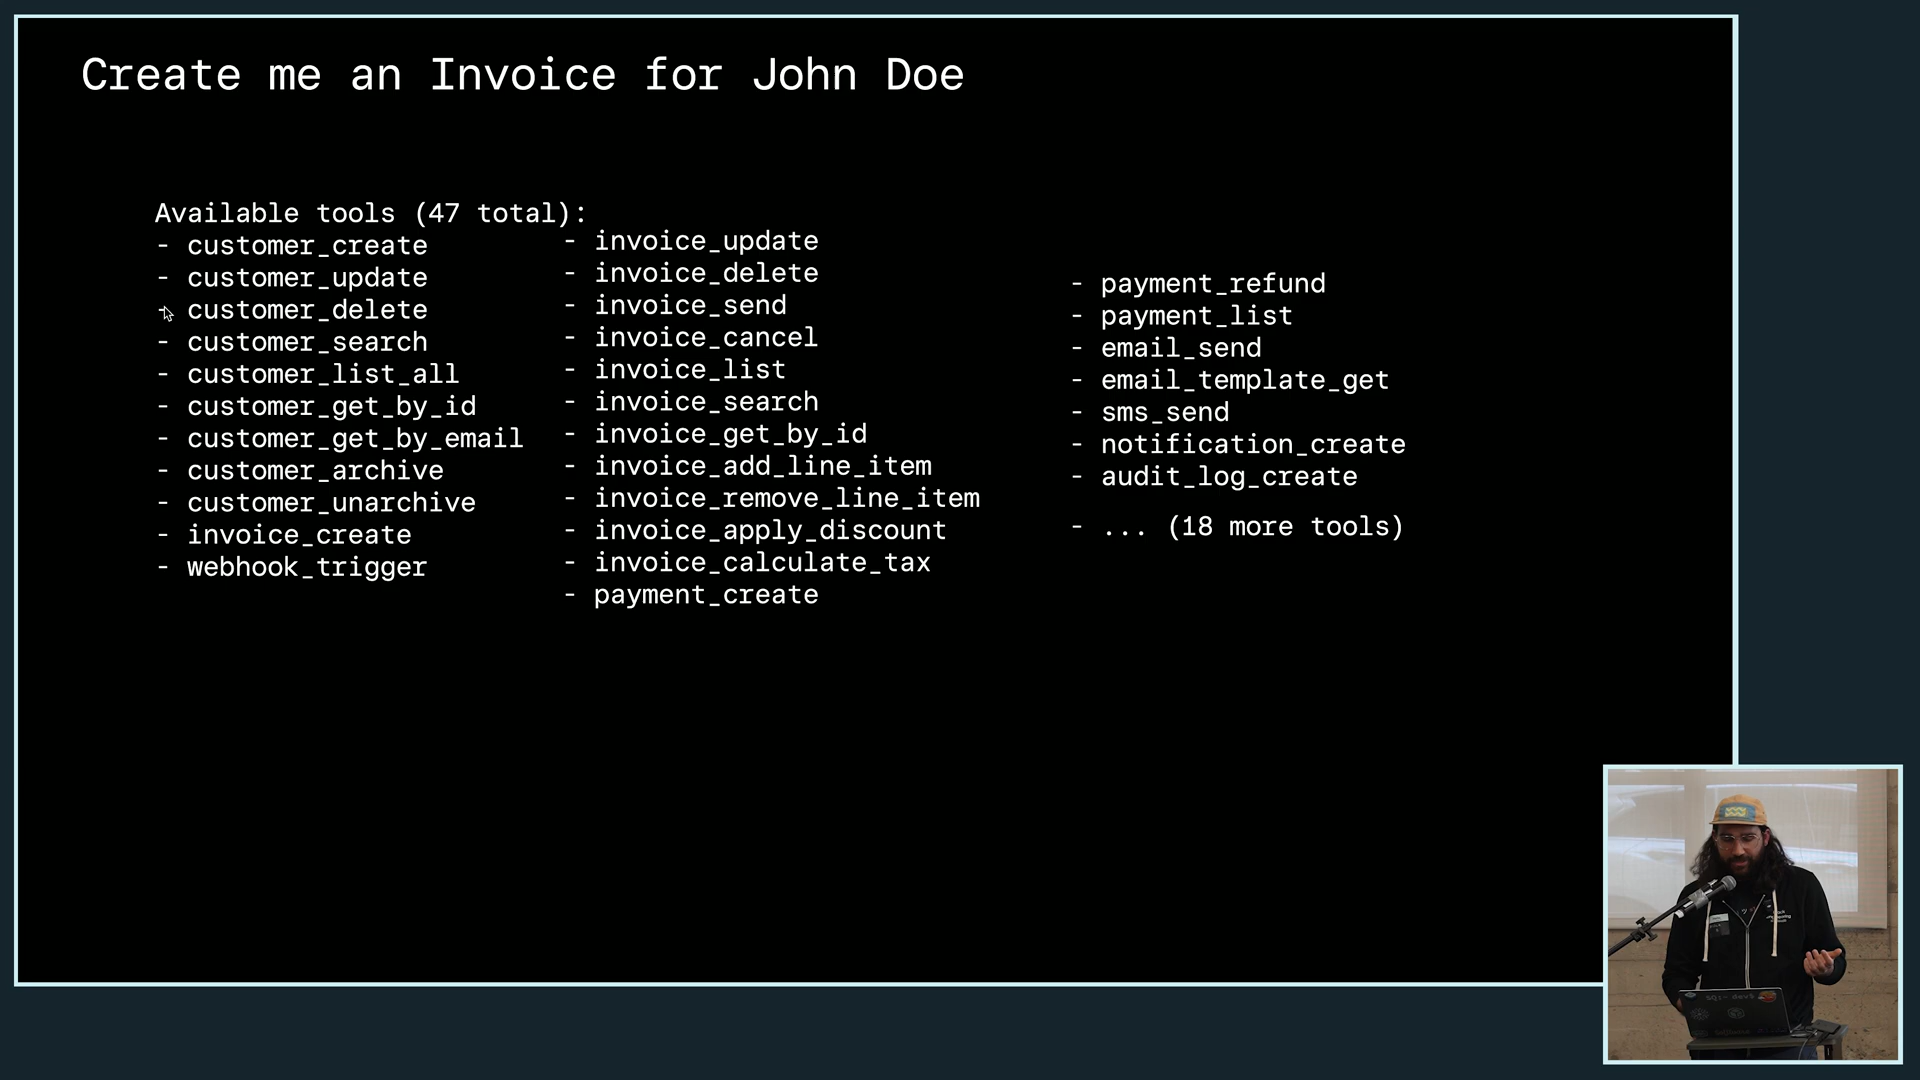 Create me an Invoice for John Doe
Available tools (47 total):
- customer_create
- customer_update
- customer_delete
- customer_search
- customer_list_all
- customer_get_by_id
- customer_get_by_email
- customer_archive
- customer_unarchive
- invoice_create
- webhook_trigger
- invoice_update
- invoice_delete
- invoice_send
- invoice_cancel
- invoice_list
- invoice_search
- invoice_get_by_id
- invoice_add_line_item
- invoice_remove_line_item
- invoice_apply_discount
- invoice_calculate_tax
- payment_create
- payment_refund
- payment_list
- email_send
- email_template_get
- sms_send
- notification_create
- audit_log_create
- ... (18 more tools)